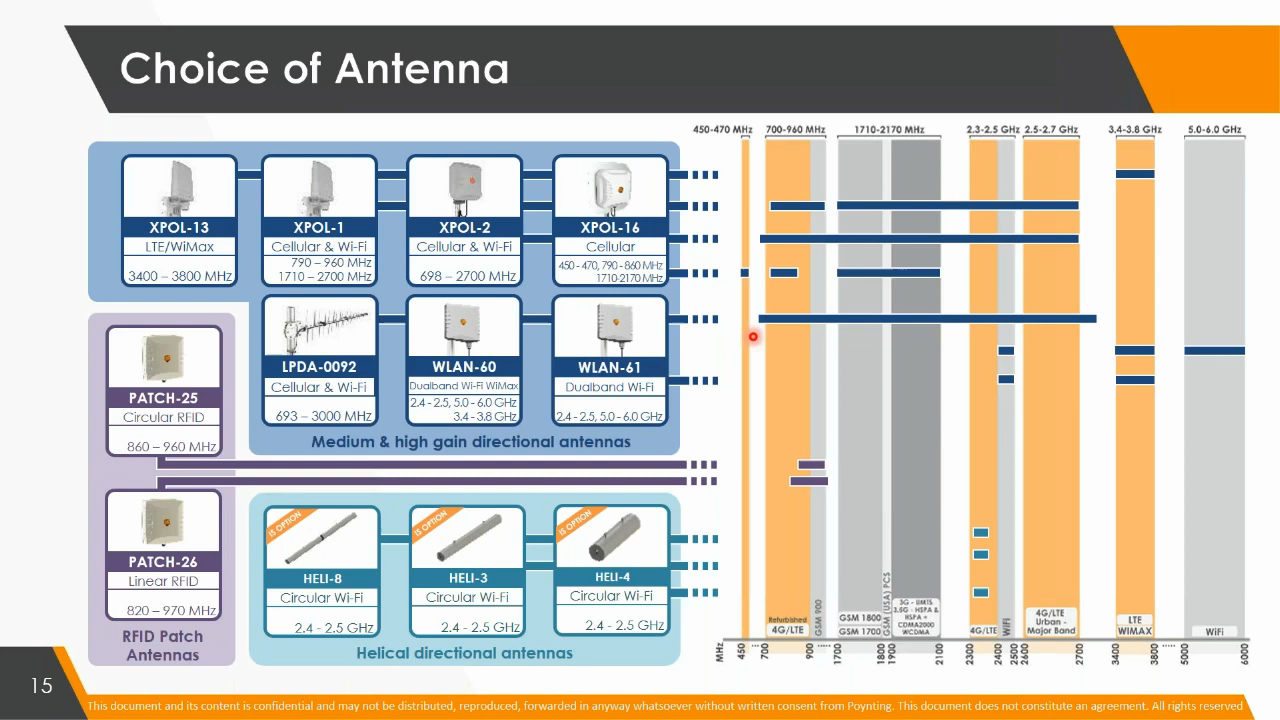 Choice of Antenna
450-470 MHz
700-960 MHz
1710-2170 MHz
2.3-2.5 GHz
2.5-2.7 GHz
3.4-3.8 GHz
5.0-6.0 GHz
XPOL-13
LTE/WiMax
3400 – 3800 MHz
XPOL-1
Cellular & Wi-Fi
790 – 960 MHz
1710 – 2700 MHz
XPOL-2
Cellular & Wi-Fi
698 – 2700 MHz
XPOL-16
Cellular
450 - 470, 790 - 860 MHz
1710-2170 MHz
LPDA-0092
Cellular & Wi-Fi
693 – 3000 MHz
WLAN-60
Dualband Wi-Fi WiMax
2.4 - 2.5, 5.0 - 6.0 GHz
3.4 - 3.8 GHz
WLAN-61
Dualband Wi-Fi
2.4 - 2.5, 5.0 - 6.0 GHz
Medium & high gain directional antennas
PATCH-25
Circular RFID
860 – 960 MHz
PATCH-26
Linear RFID
820 – 970 MHz
RFID Patch
Antennas
IS OPTION
HELI-8
Circular Wi-Fi
2.4 - 2.5 GHz
IS OPTION
HELI-3
Circular Wi-Fi
2.4 - 2.5 GHz
IS OPTION
HELI-4
Circular Wi-Fi
2.4 - 2.5 GHz
Helical directional antennas
Refurbished
4G/LTE
GSM 900
GSM 1800
GSM 1700
GSM (USA) PCS
3G - UMTS
3.5G - HSPA &
HSPA +
CDMA2000
WCDMA
4G/LTE
WiFi
4G/LTE
Urban -
Major Band
LTE
WIMAX
WiFi
MHz
450
700
900
1700
1800
1900
2100
2300
2400
2500
2600
2700
3400
3800
5000
6000
15
This document and its content is confidential and may not be distributed, reproduced, forwarded in anyway whatsoever without written consent from Poynting. This document does not constitute an agreement. All rights reserved